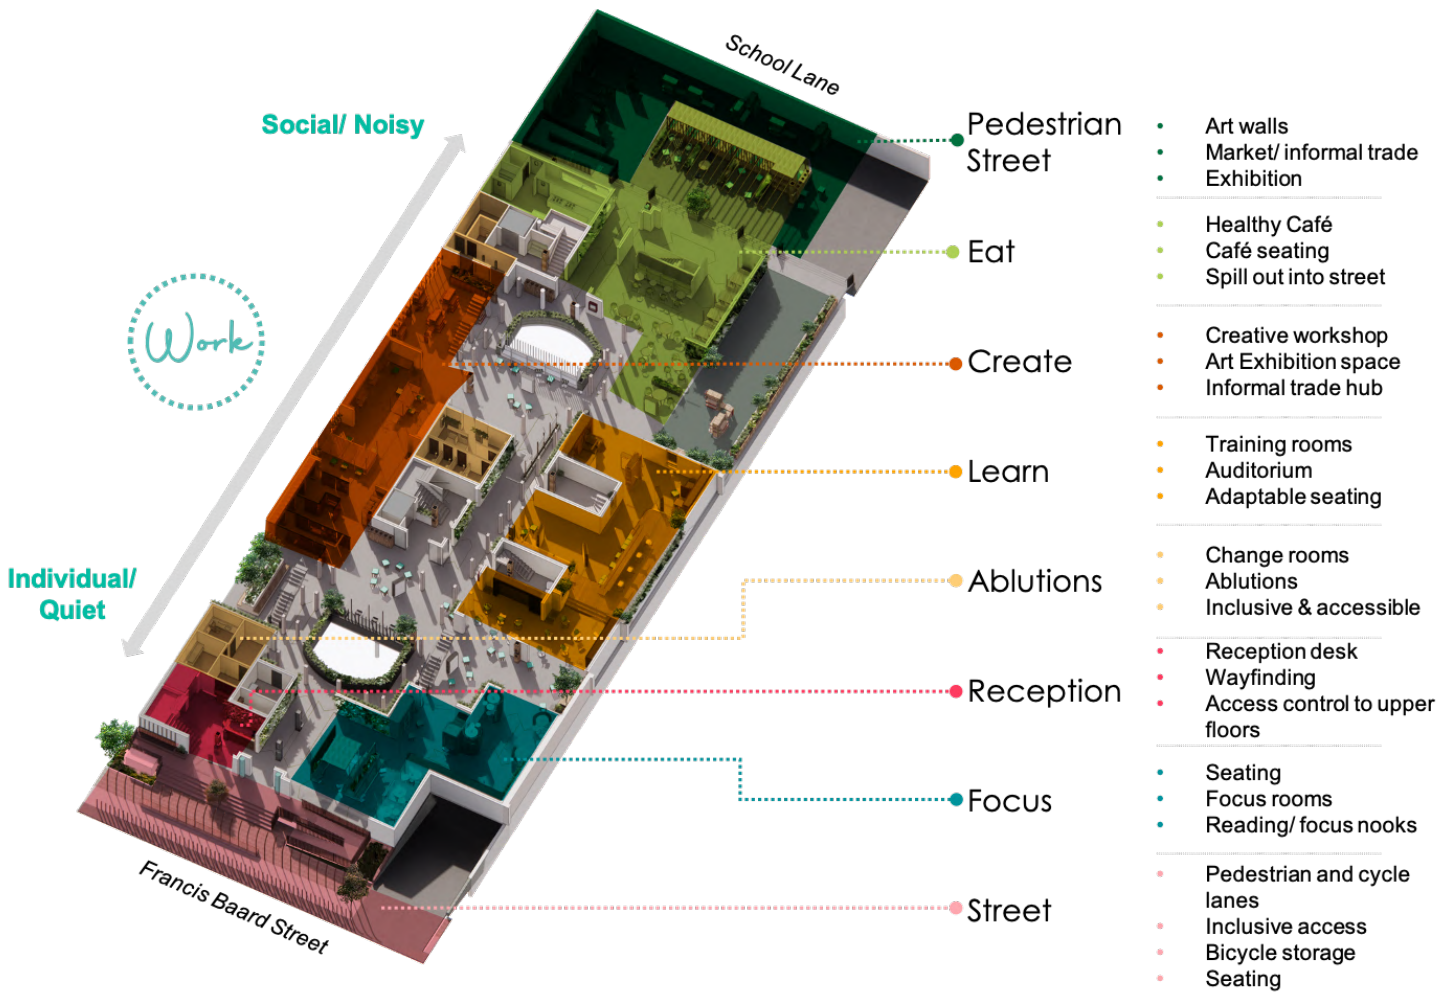 School Lane
Social/ Noisy
Work
Individual/
Quiet
Francis Baard Street
Pedestrian
Street
Art walls
Market/ informal trade
Exhibition
Eat
Healthy Café
Café seating
Spill out into street
Create
Creative workshop
Art Exhibition space
Informal trade hub
Learn
Training rooms
Auditorium
Adaptable seating
Ablutions
Change rooms
Ablutions
Inclusive & accessible
Reception
Reception desk
Wayfinding
Access control to upper
floors
Focus
Seating
Focus rooms
Reading/ focus nooks
Street
Pedestrian and cycle
lanes
Inclusive access
Bicycle storage
Seating